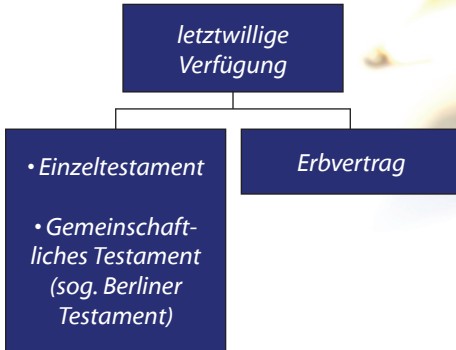 letztwillige
Verfügung
• Einzeltestament
• Gemeinschaft-
liches Testament
(sog. Berliner
Testament)
Erbvertrag